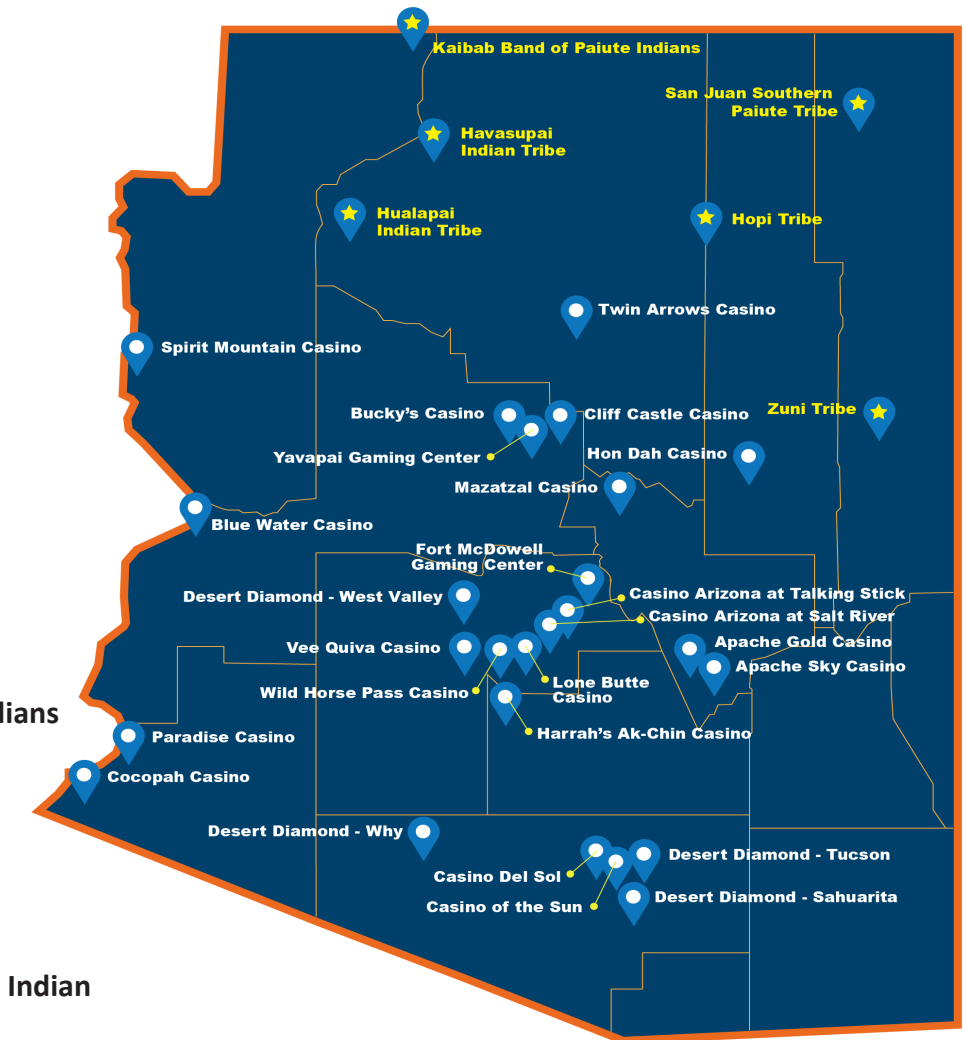 Kaibab Band of Paiute Indians
San Juan Southern
Paiute Tribe
Havasupai
Indian Tribe
Hualapai
Indian Tribe
Hopi Tribe
Twin Arrows Casino
Spirit Mountain Casino
Bucky’s Casino
Cliff Castle Casino
Zuni Tribe
Yavapai Gaming Center
Hon Dah Casino
Mazatzal Casino
Blue Water Casino
Fort McDowell
Gaming Center
Desert Diamond - West Valley
Casino Arizona at Talking Stick
Casino Arizona at Salt River
Vee Quiva Casino
Apache Gold Casino
Apache Sky Casino
Wild Horse Pass Casino
Lone Butte
Casino
dians
Paradise Casino
Harrah’s Ak-Chin Casino
Cocopah Casino
Desert Diamond - Why
Desert Diamond - Tucson
Casino Del Sol
Desert Diamond - Sahuarita
Casino of the Sun
Indian